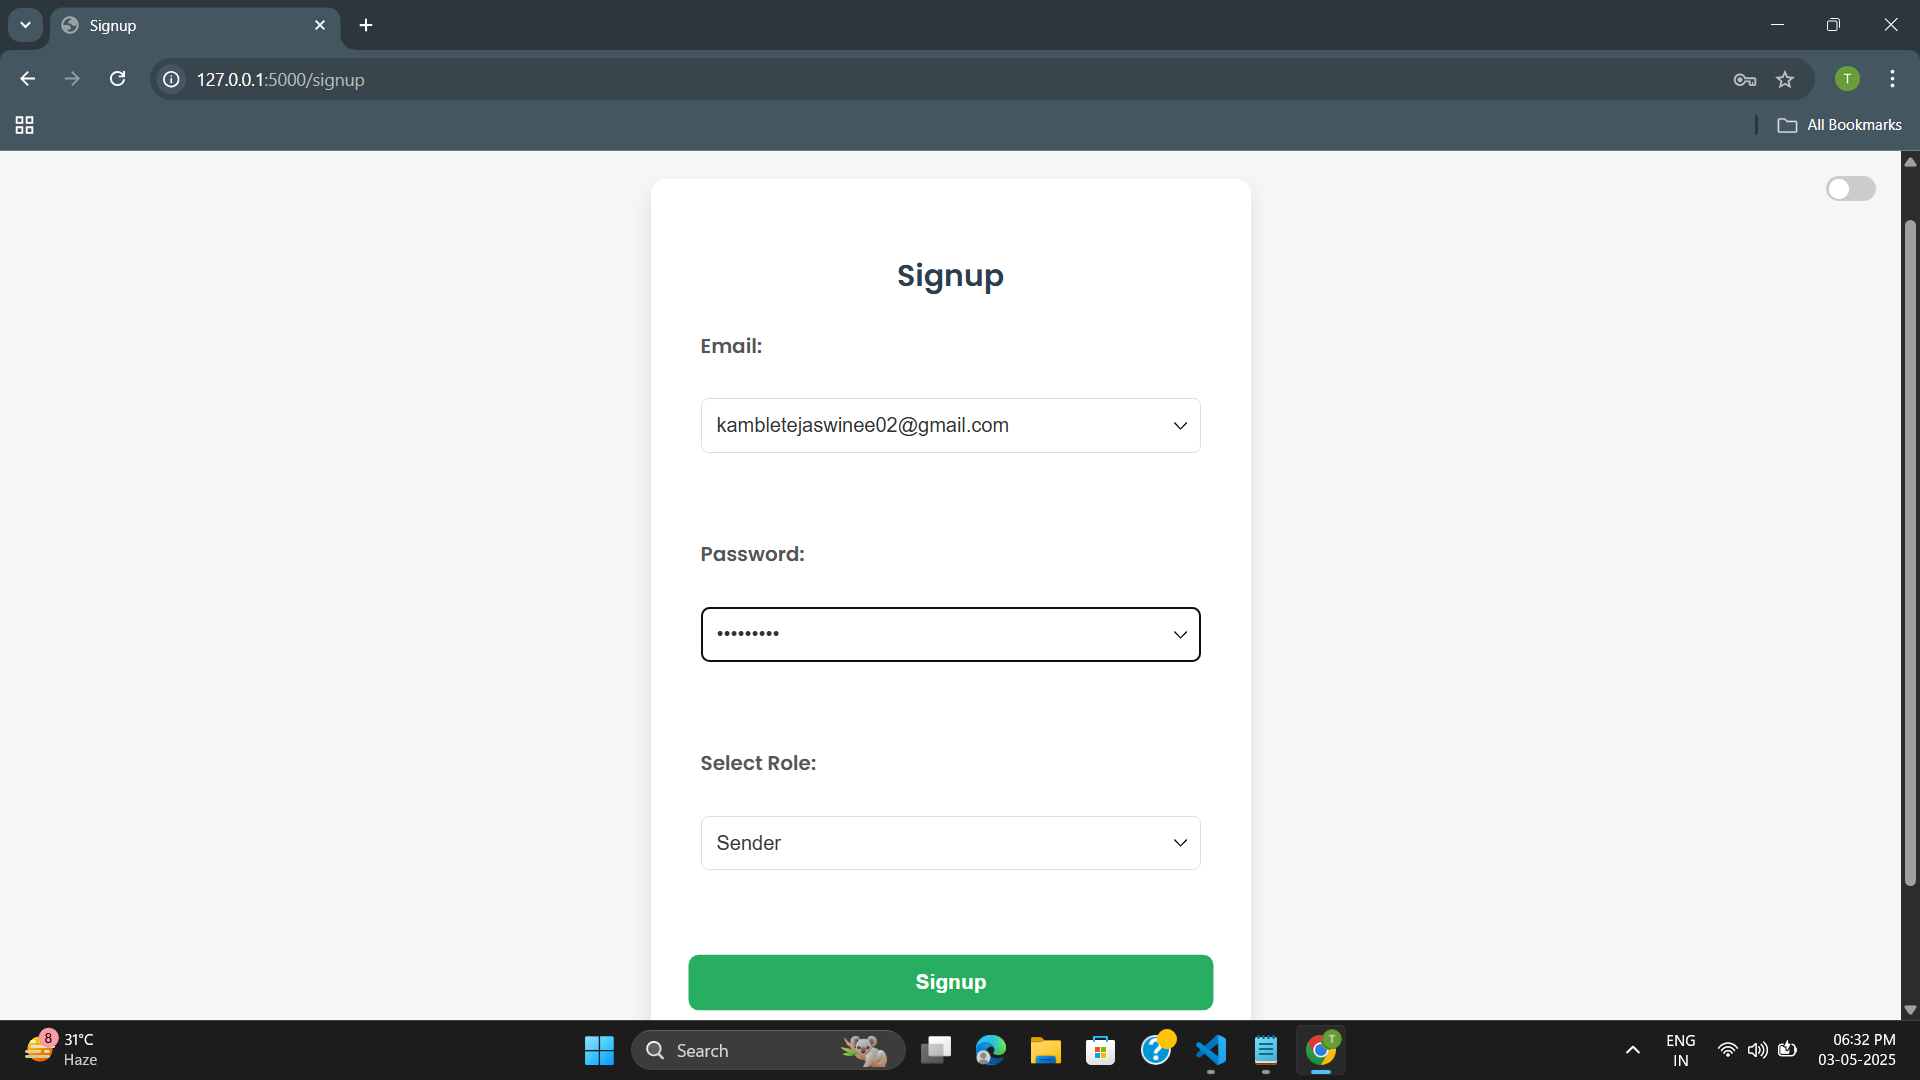 Signup
127.0.0.1:5000/signup
T
All Bookmarks
Signup
Email:
kambletejaswinee02@gmail.com
Password:
•••••••••
Select Role:
Sender
Signup
8
31°C
Haze
Search
T
ENG
IN
06:32 PM
03-05-2025